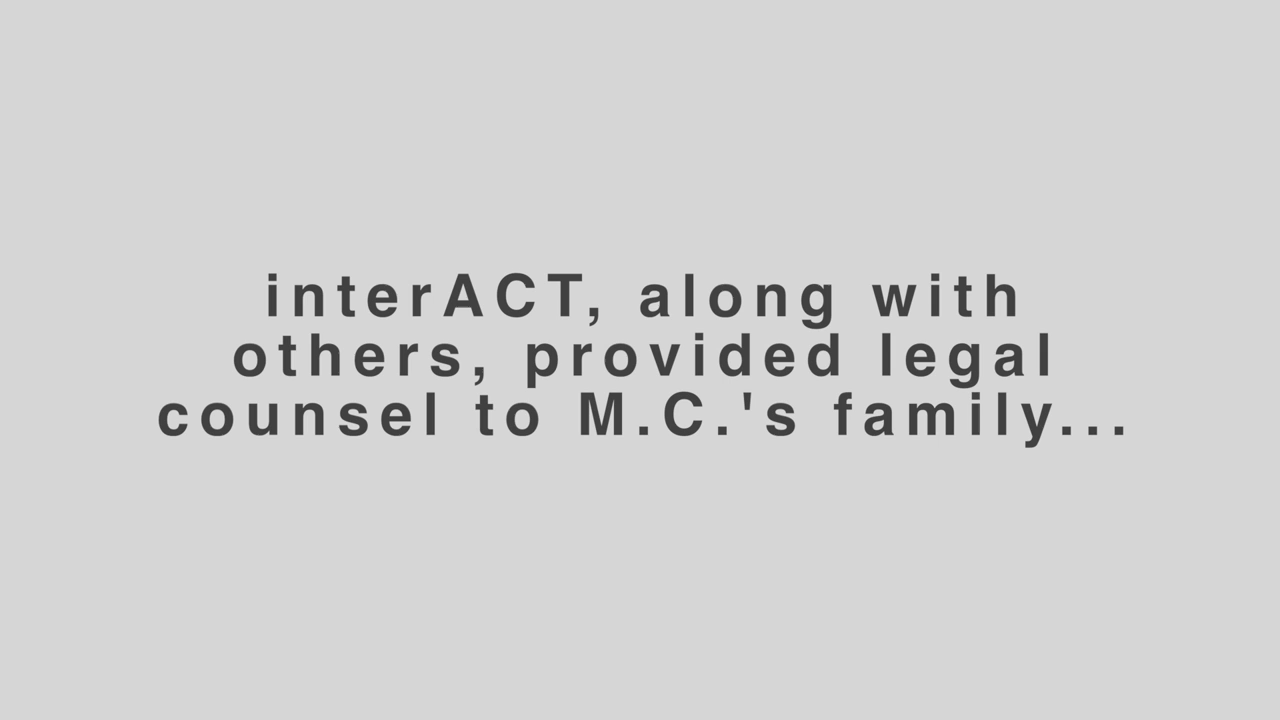 interACT, along with
others, provided legal
counsel to M.C.'s family...